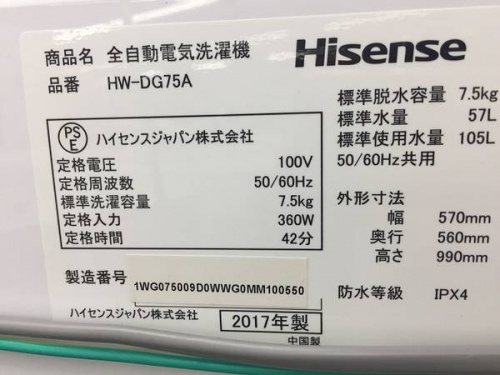 商品名 全自動電気洗濯機
品番 HW-DG75A
Hisense
PS
E
ハイセンスジャパン株式会社
定格電圧 100V
定格周波数 50/60Hz
標準洗濯容量 7.5kg
定格入力 360W
定格時間 42分
標準脱水容量 7.5kg
標準水量 57L
標準使用水量 105L
50/60Hz共用
外形寸法
幅 570mm
奥行 560mm
高さ 990mm
防水等級 IPX4
製造番号 1WG075009D0WWG0MM100550
ハイセンスジャパン株式会社 2017年製
中国製